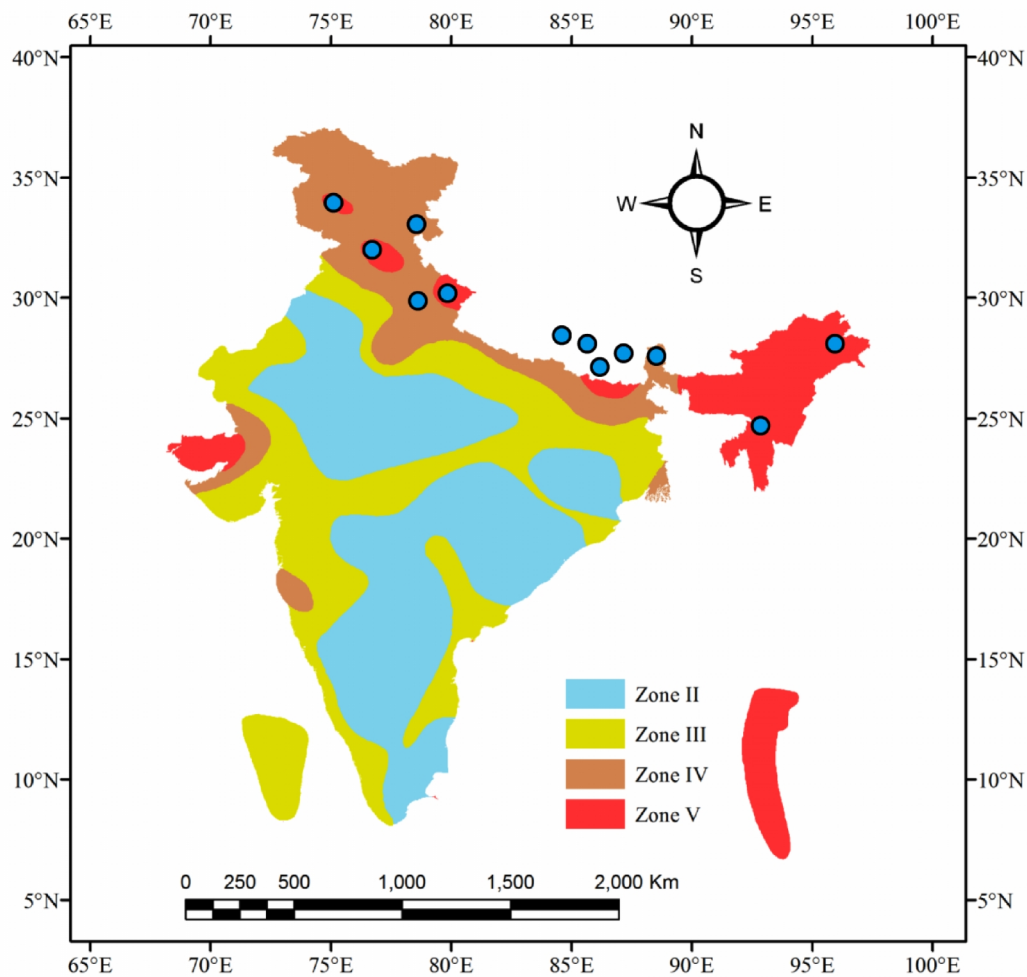 65°E 70°E 75°E 80°E 85°E 90°E 95°E 100°E
40°N 40°N
N
35°N 35°N
W E
S
30°N 30°N
25°N 25°N
20°N 20°N
15°N 15°N
Zone II
Zone III
10°N Zone IV 10°N
Zone V
0 250 500 1,000 1,500 2,000 Km
5°N 5°N
65°E 70°E 75°E 80°E 85°E 90°E 95°E 100°E